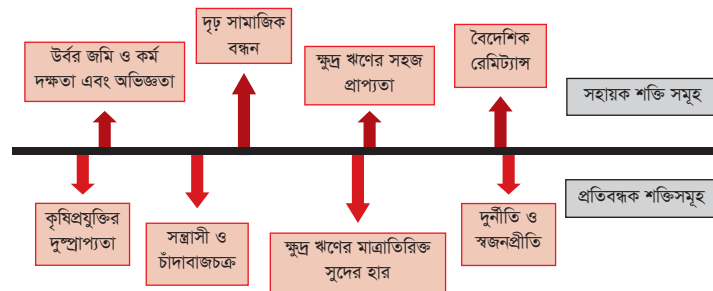 উর্বর জমি ও কর্ম
দক্ষতা এবং অভিজ্ঞতা
দৃঢ় সামাজিক
বন্ধন
ক্ষুদ্র ঋণের সহজ
প্রাপ্যতা
বৈদেশিক
রেমিট্যান্স
সহায়ক শক্তি সমূহ
প্রতিবন্ধক শক্তিসমূহ
কৃষিপ্রযুক্তির
দুষ্প্রাপ্যতা
সন্ত্রাসী ও
চাঁদাবাজচক্র
ক্ষুদ্র ঋণের মাত্রাতিরিক্ত
সুদের হার
দুর্নীতি ও
স্বজনপ্রীতি